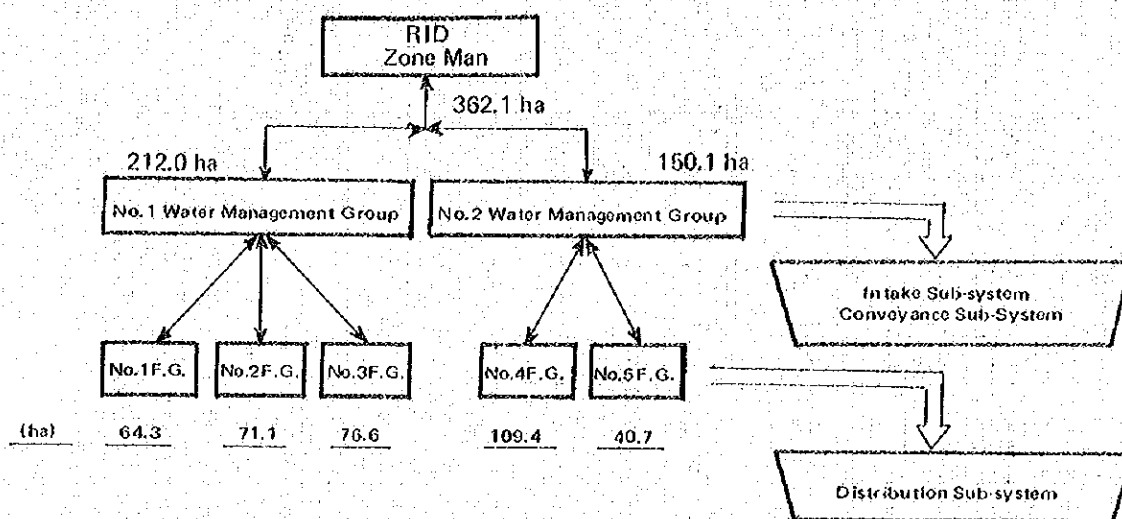 RID
Zone Man
362.1 ha
212.0 ha
150.1 ha
No.1 Water Management Group
No.2 Water Management Group
Intake Sub-system
Conveyance Sub-System
No.1F.G.
No.2F.G.
No.3F.G.
No.4F.G.
No.5F.G.
(ha)
64.3
71.1
76.6
109.4
40.7
Distribution Sub-system